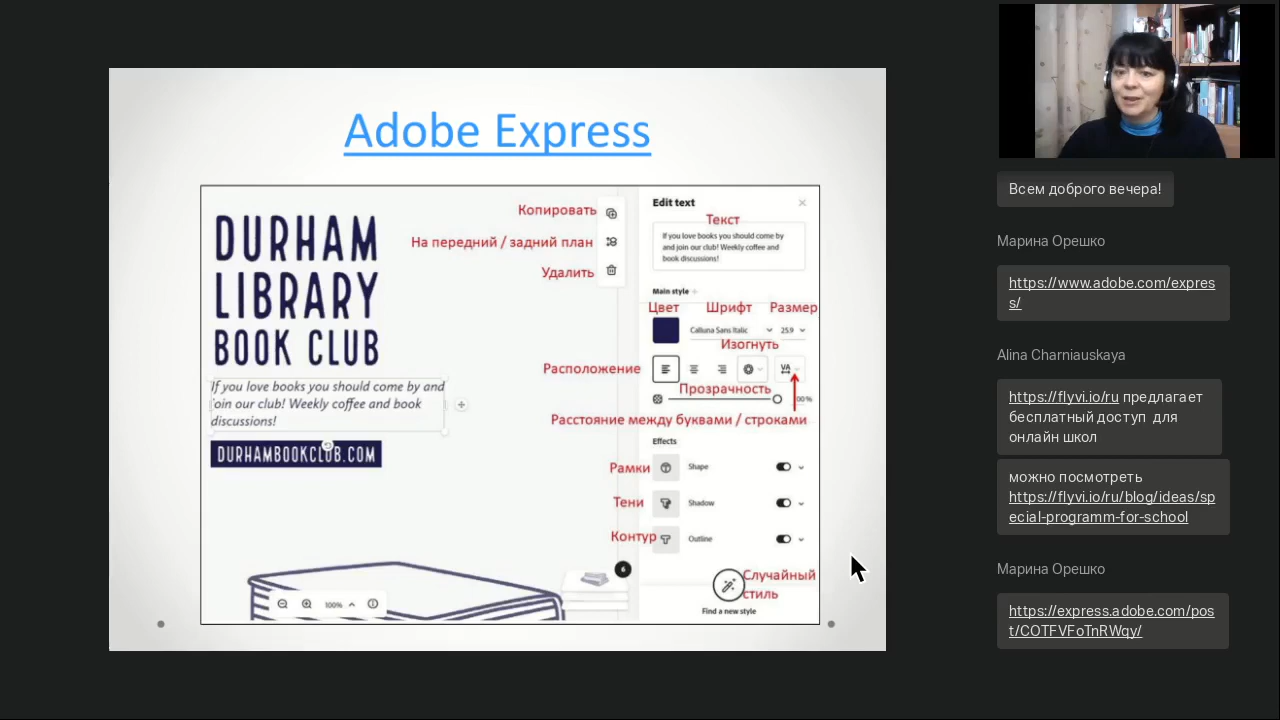 Adobe Express
DURHAM
LIBRARY
BOOK CLUB
If you love books you should come by and
join our club! Weekly coffee and book
discussions!
DURHAMBOOKCLUB.COM
Копировать
На передний / задний план
Удалить
Edit text
Текст
If you love books you should come by
and join our club! Weekly coffee and
book discussions!
Main style
Цвет Шрифт Размер
Calluna Sans Italic 25.9
Изогнуть
Расположение
VA
Прозрачность
00%
Расстояние между буквами / строками
Effects
Рамки Shape
Тени Shadow
Контур Outline
6
Случайный
стиль
100%
Find a new style
Всем доброго вечера!
Марина Орешко
https://www.adobe.com/expres
s/
Alina Charniauskaya
https://flyvi.io/ru предлагает
бесплатный доступ для
онлайн школ
можно посмотреть
https://flyvi.io/ru/blog/ideas/sp
ecial-programm-for-school
Марина Орешко
https://express.adobe.com/pos
t/COTFVFoTnRWqy/